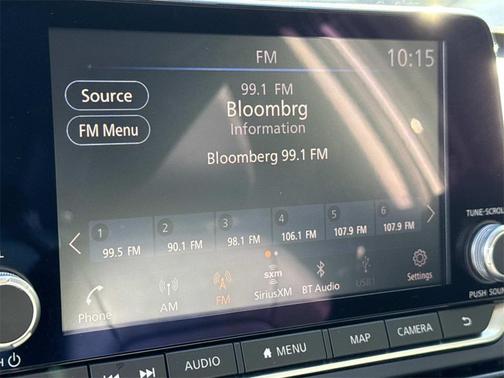 FM
10:15
Source
99.1 FM
Bloombrg
FM Menu
Information
Bloomberg 99.1 FM
1 2 3 4 5 6
99.5 FM 90.1 FM 98.1 FM 106.1 FM 107.9 FM 107.9 FM
Phone AM FM sxm SiriusXM BT Audio USB1 Settings
TUNE-SCROLL
PUSH SOUND
AUDIO MENU MAP CAMERA